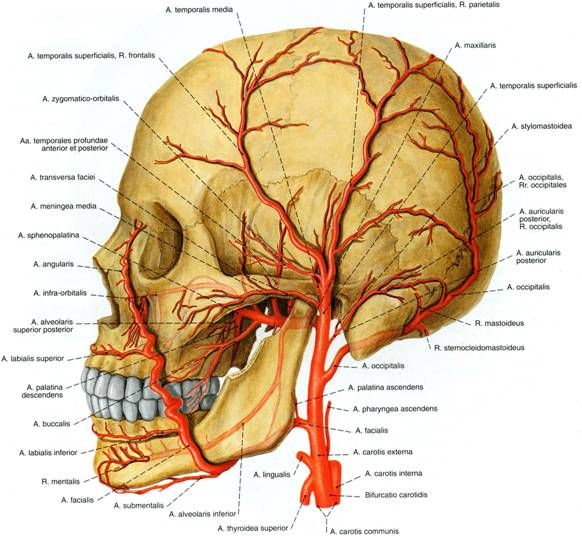 A. temporalis media
A. temporalis superficialis, R. parietalis
A. temporalis superficialis, R. frontalis
A. zygomatico-orbitalis
Aa. temporales profundae
anterior et posterior
A. transversa faciei
A. meningea media
A. sphenopalatina
A. angularis
A. infra-orbitalis
A. alveolaris
superior posterior
A. labialis superior
A. palatina
descendens
A. buccalis
A. labialis inferior
R. mentalis
A. facialis
A. submentalis
A. alveolaris inferior
A. thyroidea superior
A. lingualis
A. maxillaris
A. temporalis superficialis
A. stylomastoidea
A. occipitalis,
Rr. occipitales
A. auricularis
posterior,
R. occipitalis
A. auricularis
posterior
A. occipitalis
R. mastoideus
R. sternocleidomastoideus
A. occipitalis
A. palatina ascendens
A. pharyngea ascendens
A. facialis
A. carotis externa
A. carotis interna
Bifurcatio carotidis
A. carotis communis